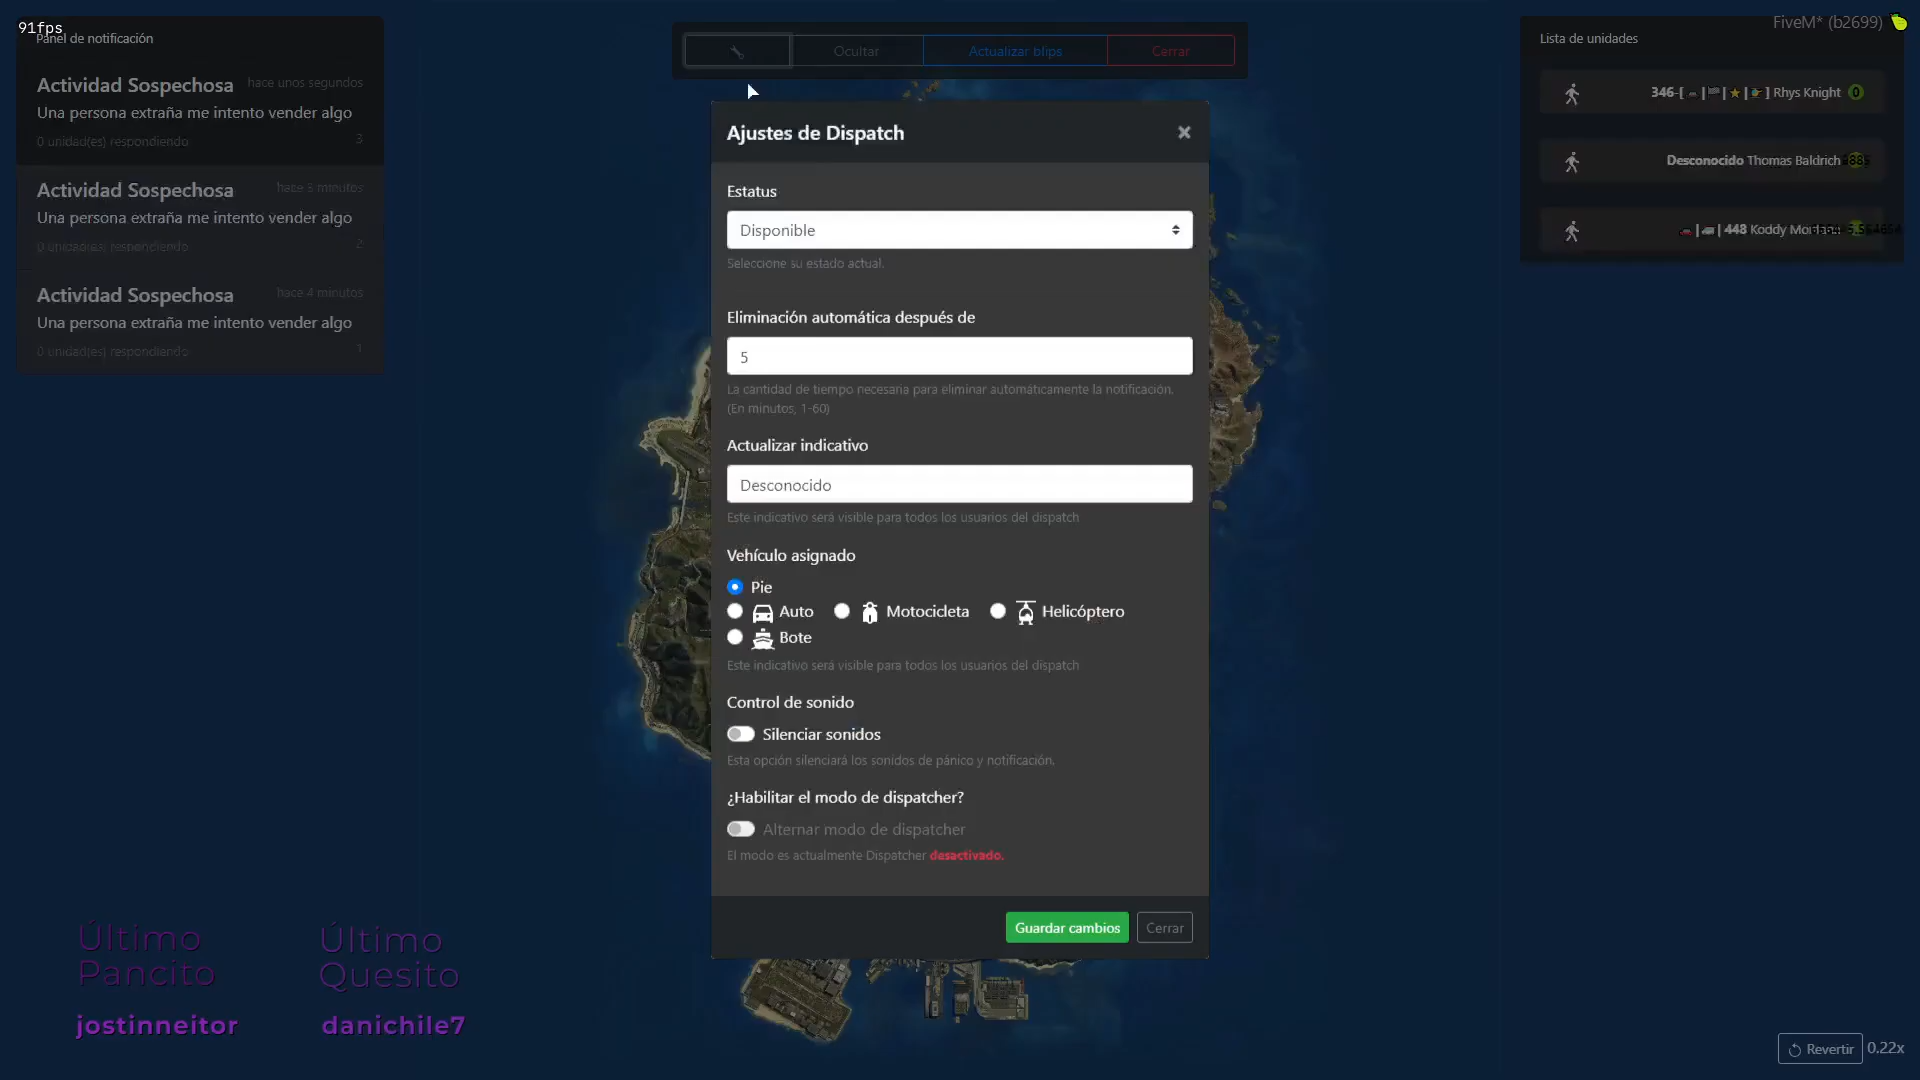 91fps
Panel de notificación
Actividad Sospechosa hace unos segundos
Una persona extraña me intento vender algo
0 unidad(es) respondiendo 3
Actividad Sospechosa hace 3 minutos
Una persona extraña me intento vender algo
0 unidad(es) respondiendo 2
Actividad Sospechosa hace 4 minutos
Una persona extraña me intento vender algo
0 unidad(es) respondiendo 1
Ocultar Actualizar blips Cerrar
Ajustes de Dispatch ×
Estatus
Disponible
Seleccione su estado actual.
Eliminación automática después de
5
La cantidad de tiempo necesaria para eliminar automáticamente la notificación.
(En minutos, 1-60)
Actualizar indicativo
Desconocido
Este indicativo será visible para todos los usuarios del dispatch
Vehículo asignado
Pie
Auto Motocicleta Helicóptero
Bote
Este indicativo será visible para todos los usuarios del dispatch
Control de sonido
Silenciar sonidos
Esta opción silenciará los sonidos de pánico y notificación.
¿Habilitar el modo de dispatcher?
Alternar modo de dispatcher
El modo es actualmente Dispatcher desactivado.
Guardar cambios Cerrar
FiveM* (b2699)
Lista de unidades
346-[ | | | ] Rhys Knight 0
Desconocido Thomas Baldrich
| | 448 Koddy
Último
Pancito
jostinneitor
Último
Quesito
danichile7
Revertir 0,22x